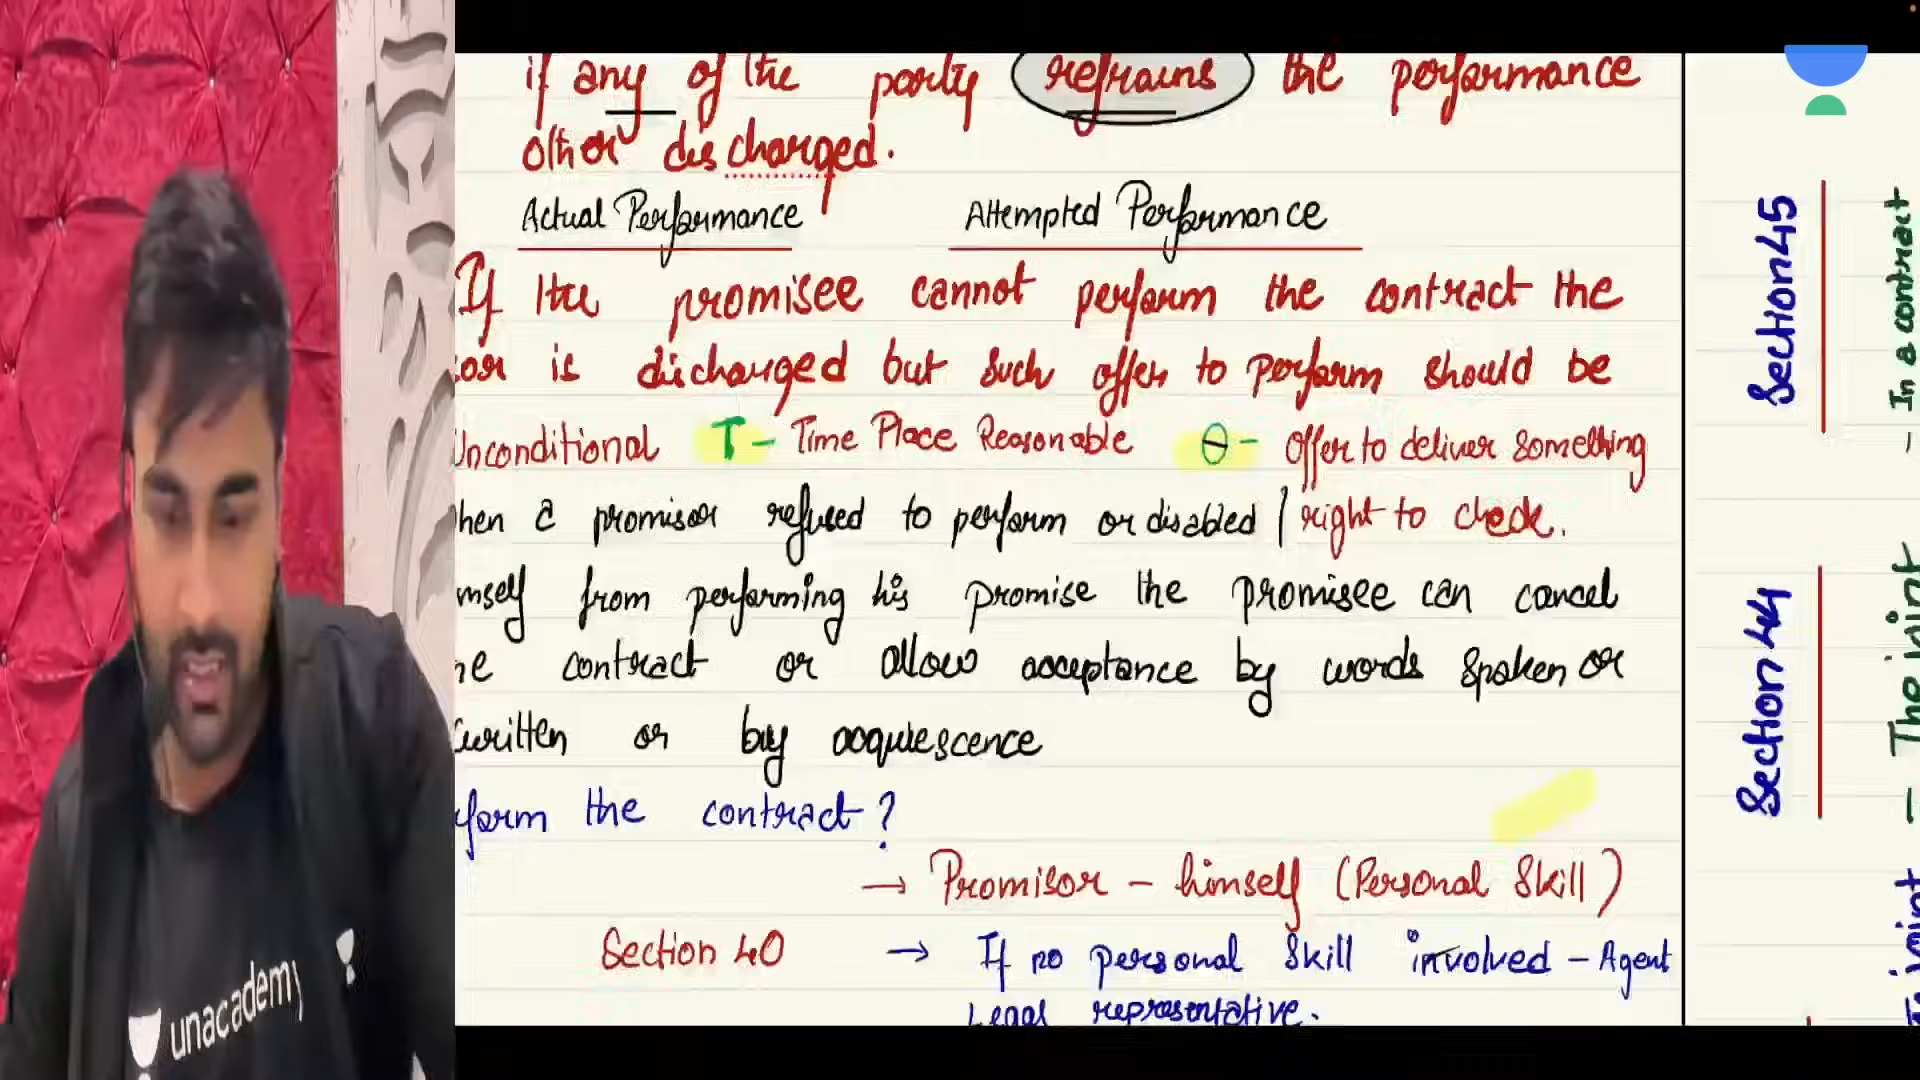 if any of the party refrains the performance
other discharged.
Actual Performance Attempted Performance
If the promisee cannot perform the contract the
is discharged but such offer to perform should be
Unconditional T - Time Place Reasonable O - Offer to deliver something
hen a promisor refused to perform or disabled / right to check.
mself from performing his promise the promisee can cancel
contract or allow acceptance by words spoken or
written or by acquiescence
form the contract?
→ Promisor - himself (Personal Skill)
Section 40 → If no personal skill involved - Agent
Legal representative.
Section 45
- In a contract
Section 44
- The joint
joint
unacademy